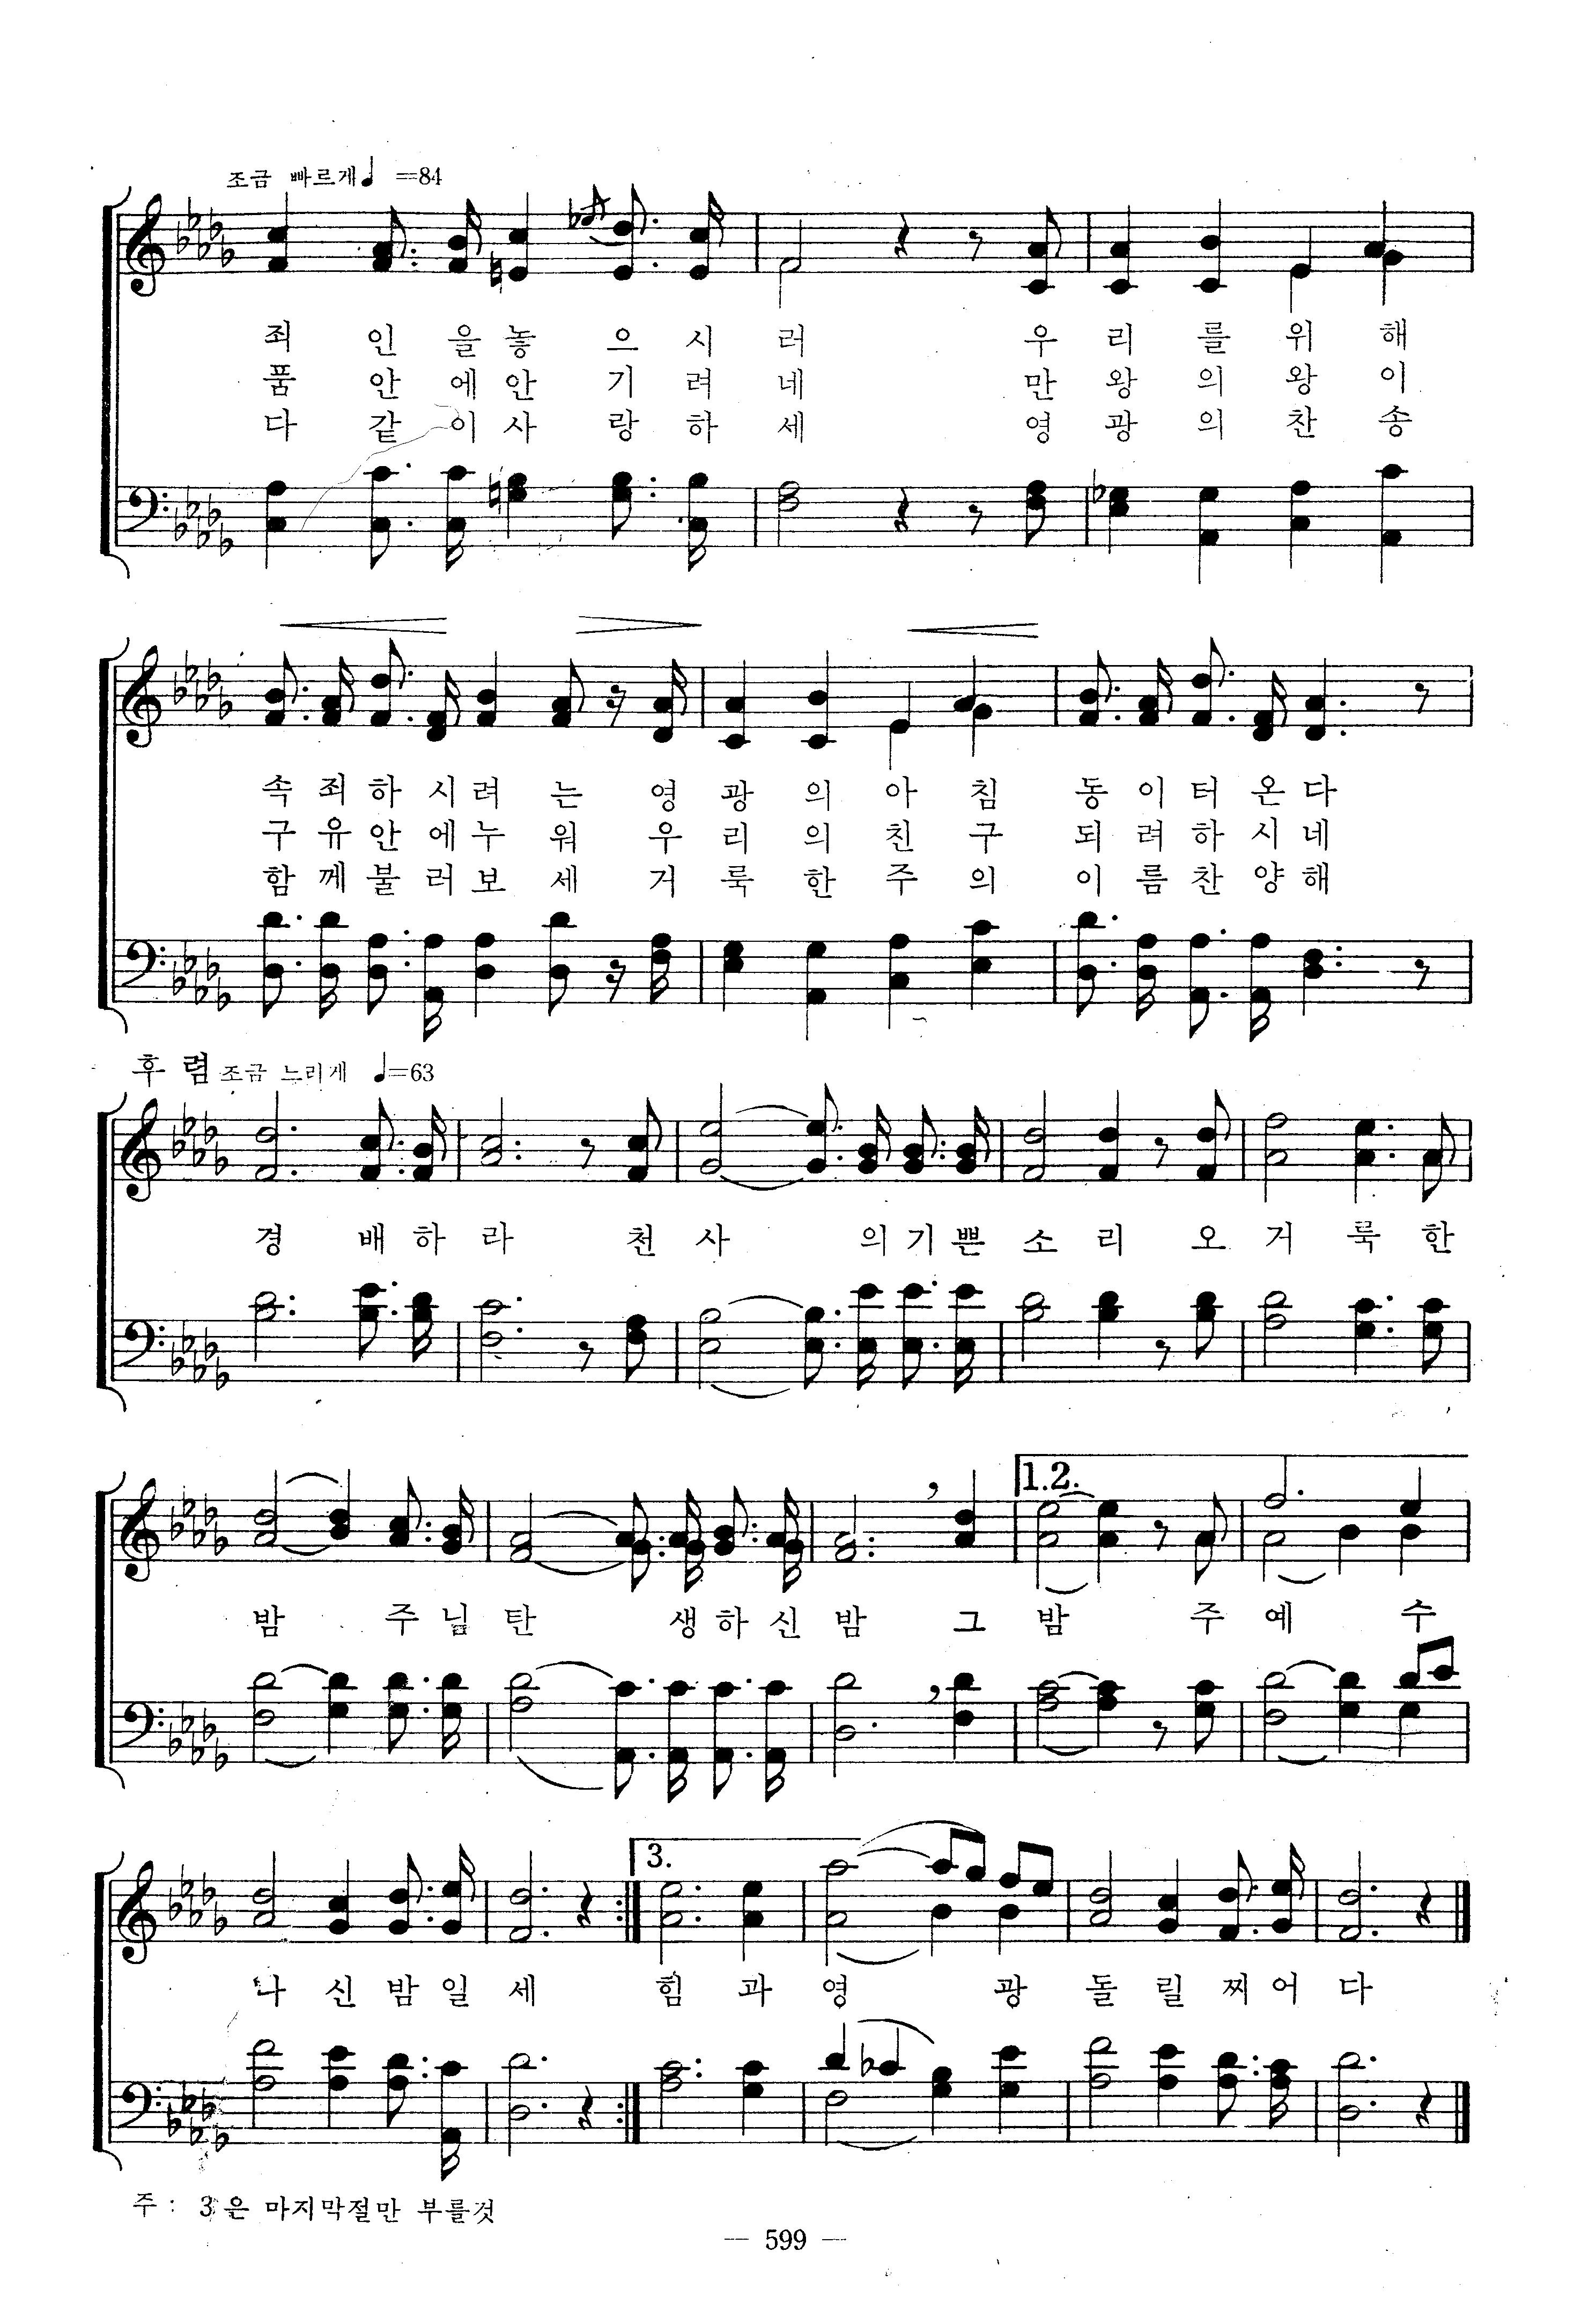 조금 빠르게♩ =84
죄 인 을 놓 으 시 러 우 리 를 위 해
품 안 에 안 기 려 네 만 왕 의 왕 이
다 같 이 사 랑 하 세 영 광 의 찬 송
속 죄 하 시 려 는 영 광 의 아 침 동 이 터 온 다
구 유 안 에 누 워 우 리 의 친 구 되 려 하 시 네
함 께 불 러 보 세 거 룩 한 주 의 이 름 찬 양 해
후 렴 조금 느리게 ♩=63
경 배 하 라 천 사 의 기 쁜 소 리 오 거 룩 한
1.2.
밤 주 님 탄 생 하 신 밤 그 밤 주 예 수
3.
나 신 밤 일 세 힘 과 영 광 돌 릴 찌 어 다
주 : 3 은 마지막절만 부를것
— 599 —